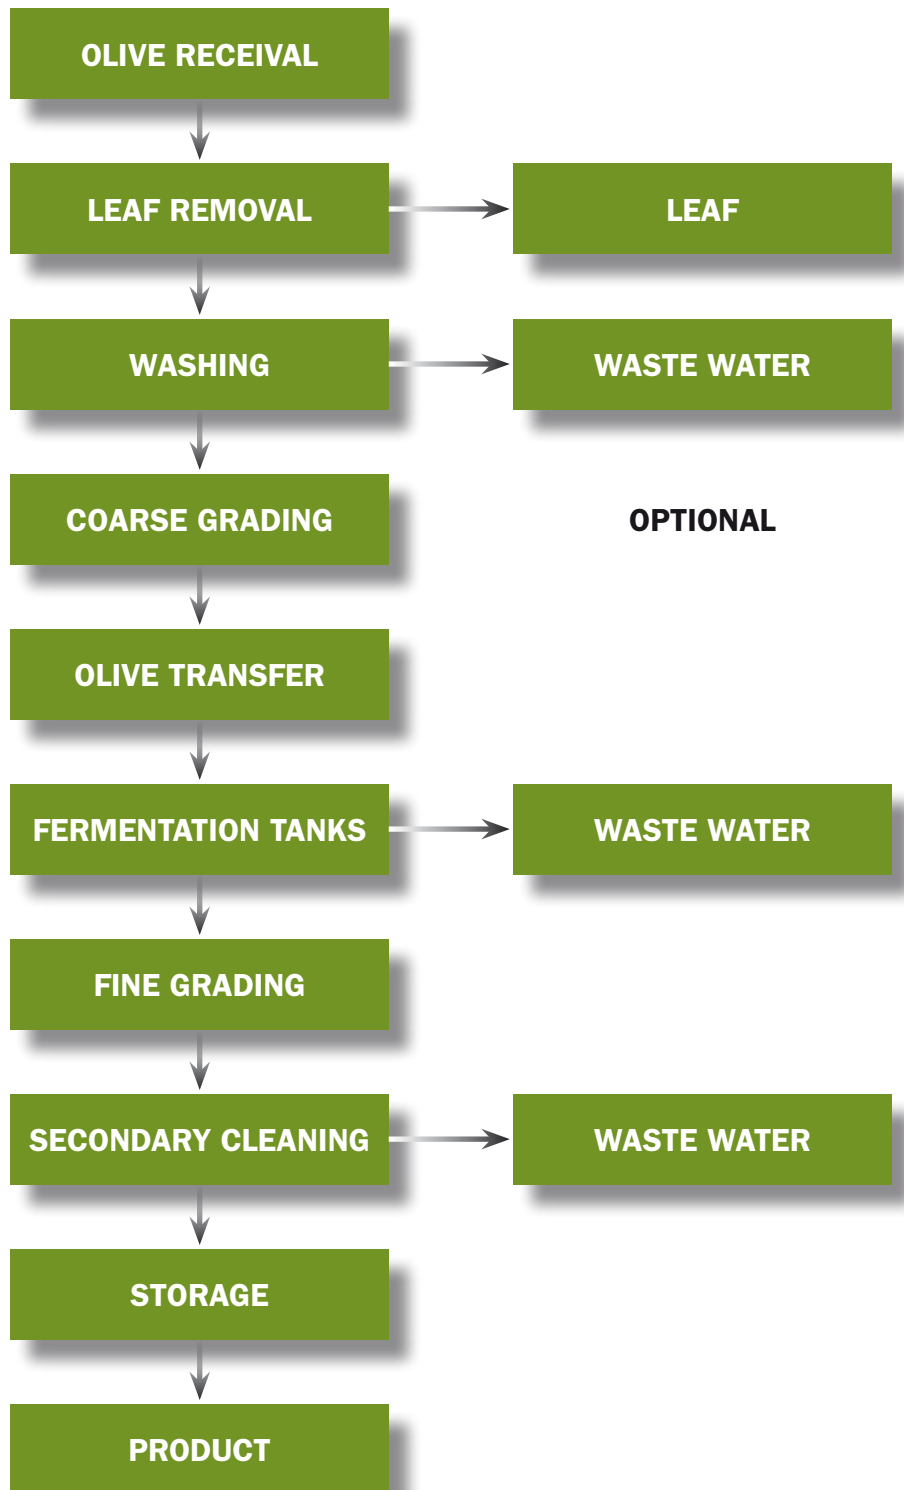 OLIVE RECEIVAL
LEAF REMOVAL
LEAF
WASHING
WASTE WATER
COARSE GRADING
OPTIONAL
OLIVE TRANSFER
FERMENTATION TANKS
WASTE WATER
FINE GRADING
SECONDARY CLEANING
WASTE WATER
STORAGE
PRODUCT